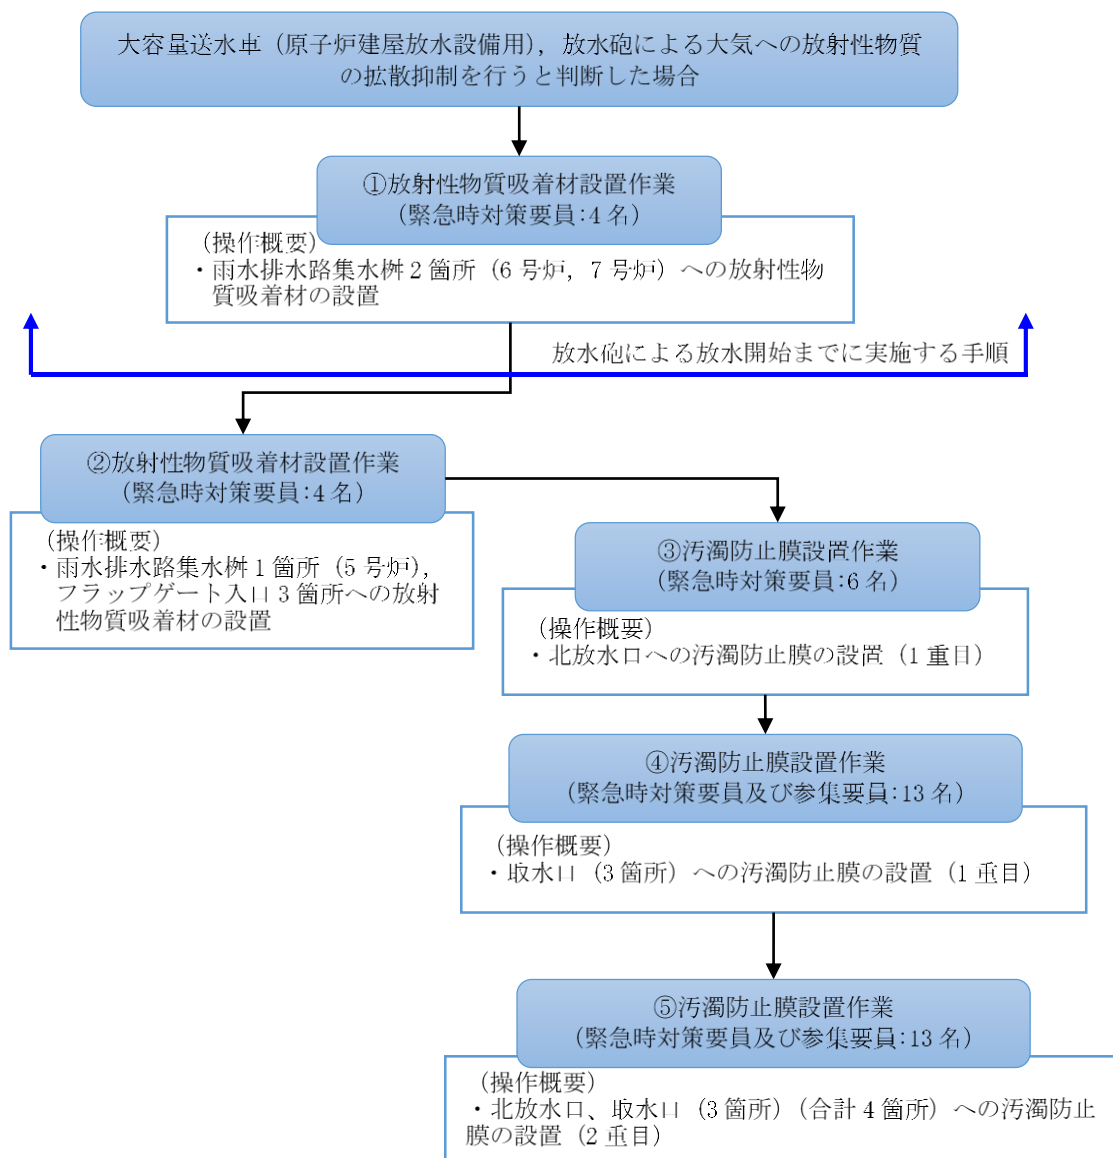 大容量送水車（原子炉建屋放水設備用），放水砲による大気への放射性物質
の拡散抑制を行うと判断した場合
①放射性物質吸着材設置作業
（緊急時対策要員:4 名）
（操作概要）
・雨水排水路集水桝 2 箇所（6 号炉，7 号炉）への放射性物
質吸着材の設置
放水砲による放水開始までに実施する手順
②放射性物質吸着材設置作業
（緊急時対策要員:4 名）
（操作概要）
・雨水排水路集水桝 1 箇所（5 号炉），
フラップゲート入口 3 箇所への放射
性物質吸着材の設置
③汚濁防止膜設置作業
（緊急時対策要員:6 名）
（操作概要）
・北放水口への汚濁防止膜の設置（1 重目）
④汚濁防止膜設置作業
（緊急時対策要員及び参集要員:13 名）
（操作概要）
・取水口（3 箇所）への汚濁防止膜の設置（1 重目）
⑤汚濁防止膜設置作業
（緊急時対策要員及び参集要員:13 名）
（操作概要）
・北放水口、取水口（3 箇所）（合計 4 箇所）への汚濁防止
膜の設置（2 重目）